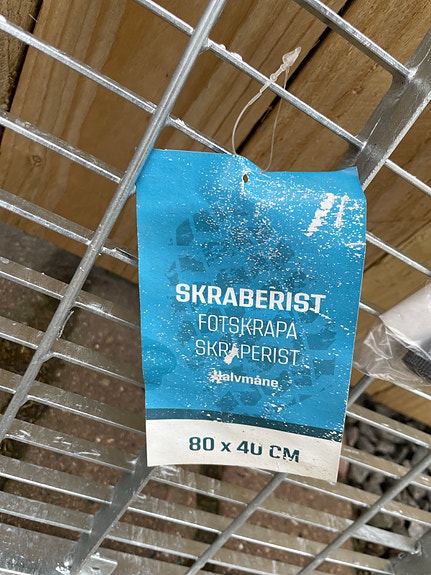 SKRABERIST
FOTSKRAPA
SKRAPERIST
Halvmåne
80 x 40 CM